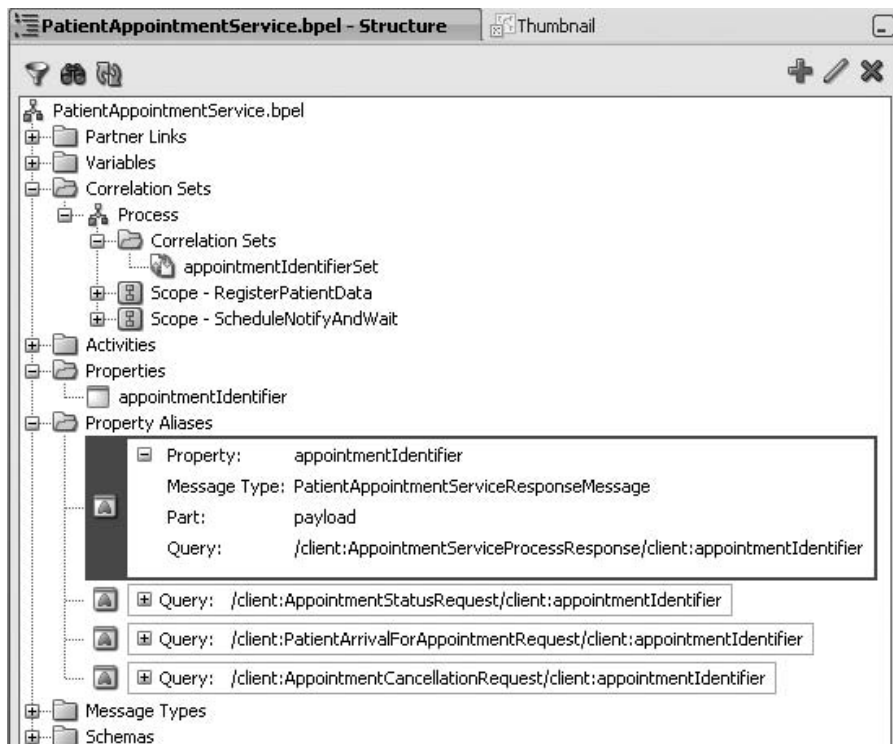 PatientAppointmentService.bpel - Structure Thumbnail
PatientAppointmentService.bpel
Partner Links
Variables
Correlation Sets
Process
Correlation Sets
appointmentIdentifierSet
Scope - RegisterPatientData
Scope - ScheduleNotifyAndWait
Activities
Properties
appointmentIdentifier
Property Aliases
Property: appointmentIdentifier
Message Type: PatientAppointmentServiceResponseMessage
Part: payload
Query: /client:AppointmentServiceProcessResponse/client:appointmentIdentifier
Query: /client:AppointmentStatusRequest/client:appointmentIdentifier
Query: /client:PatientArrivalForAppointmentRequest/client:appointmentIdentifier
Query: /client:AppointmentCancellationRequest/client:appointmentIdentifier
Message Types
Schemas